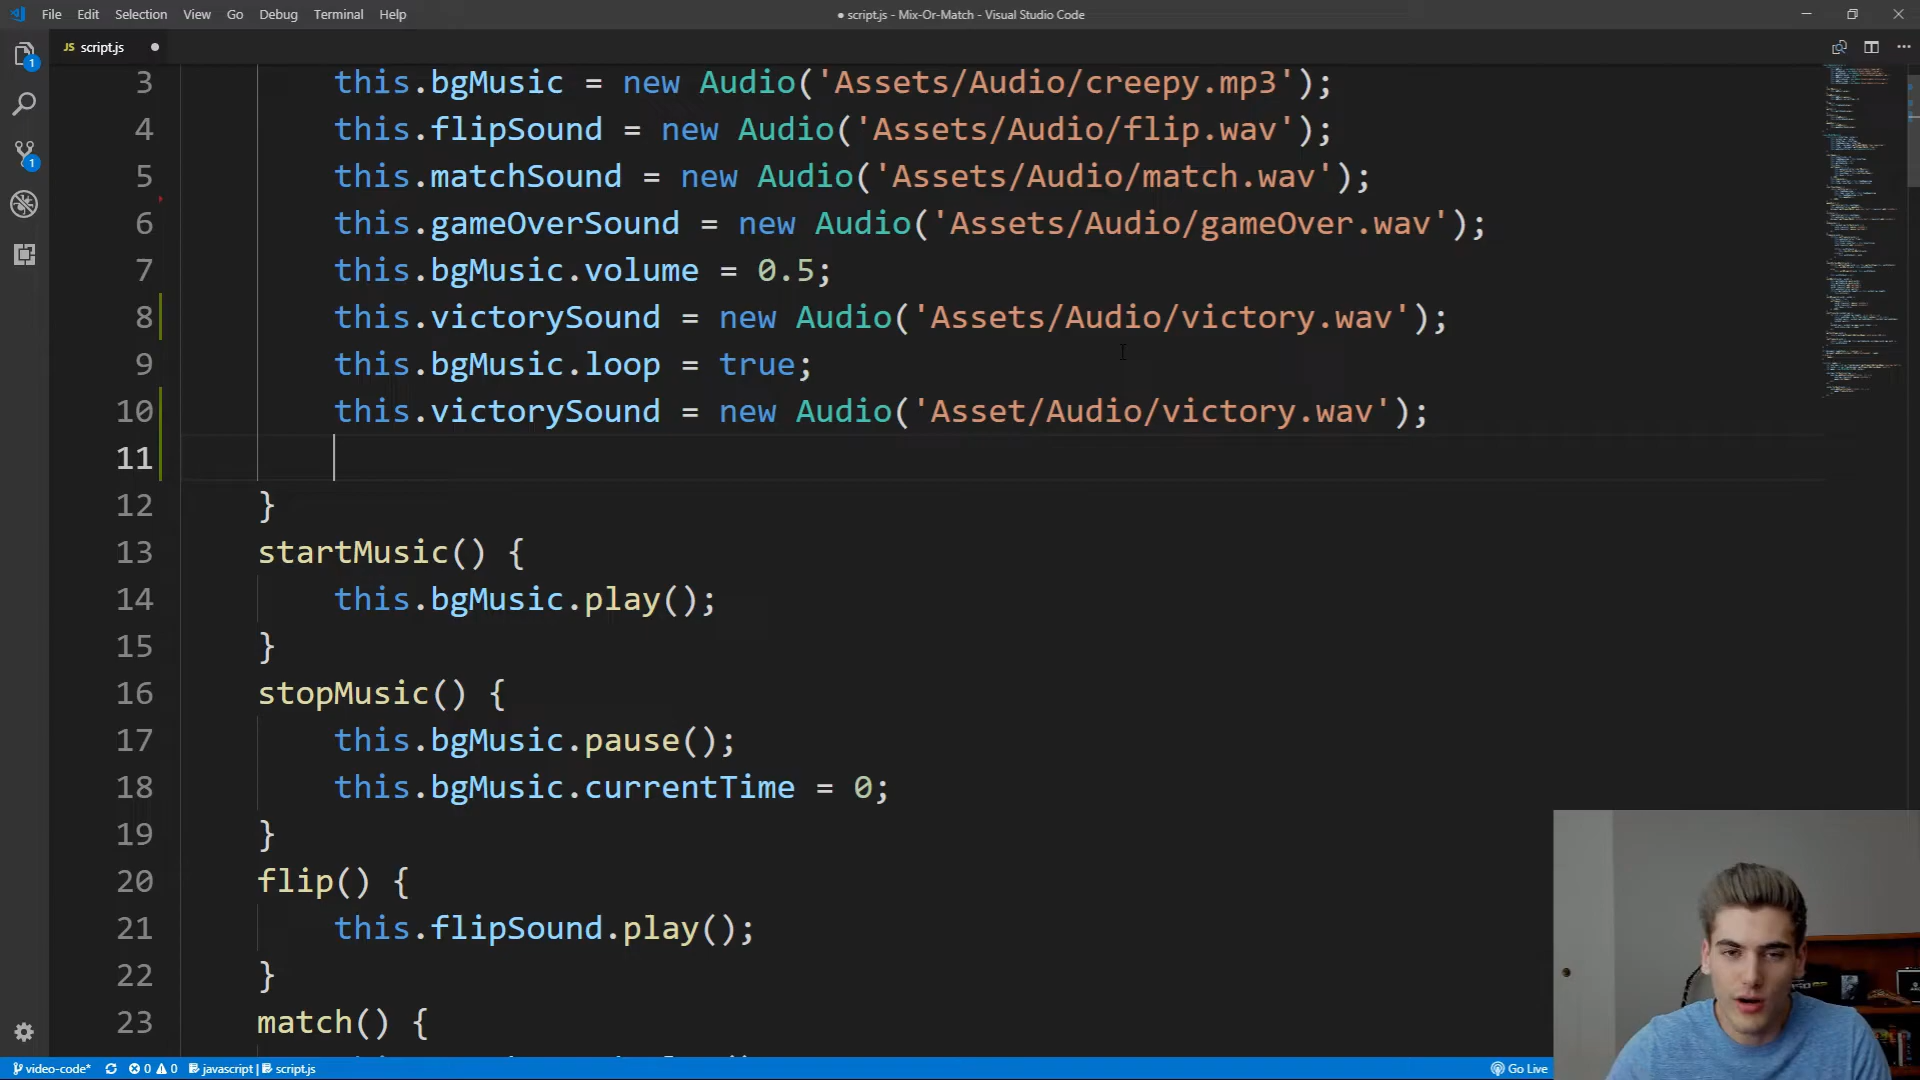 File Edit Selection View Go Debug Terminal Help
● script.js - Mix-Or-Match - Visual Studio Code
JS script.js ●
3 this.bgMusic = new Audio('Assets/Audio/creepy.mp3');
4 this.flipSound = new Audio('Assets/Audio/flip.wav');
5 this.matchSound = new Audio('Assets/Audio/match.wav');
6 this.gameOverSound = new Audio('Assets/Audio/gameOver.wav');
7 this.bgMusic.volume = 0.5;
8 this.victorySound = new Audio('Assets/Audio/victory.wav');
9 this.bgMusic.loop = true;
10 this.victorySound = new Audio('Asset/Audio/victory.wav');
11
12 }
13 startMusic() {
14 this.bgMusic.play();
15 }
16 stopMusic() {
17 this.bgMusic.pause();
18 this.bgMusic.currentTime = 0;
19 }
20 flip() {
21 this.flipSound.play();
22 }
23 match() {
1
1
video-code* 0 0 javascript | script.js Go Live